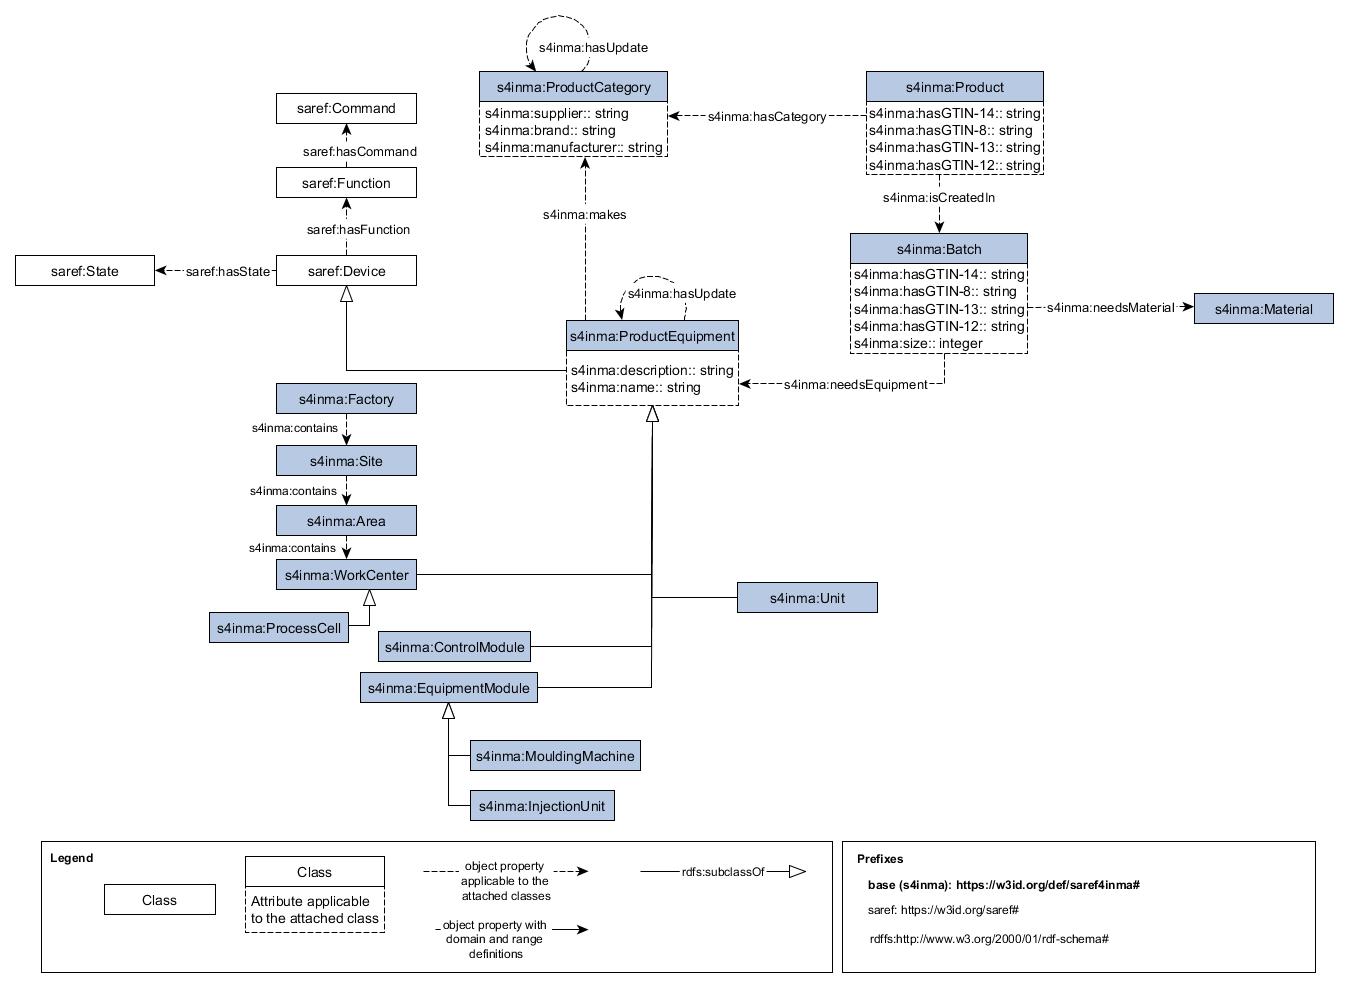 s4inma:hasUpdate
s4inma:ProductCategory
s4inma:supplier:: string
s4inma:brand:: string
s4inma:manufacturer:: string
s4inma:hasCategory
s4inma:Product
s4inma:hasGTIN-14:: string
s4inma:hasGTIN-8:: string
s4inma:hasGTIN-13:: string
s4inma:hasGTIN-12:: string
saref:Command
saref:hasCommand
saref:Function
saref:hasFunction
saref:State
saref:hasState
saref:Device
s4inma:makes
s4inma:isCreatedIn
s4inma:Batch
s4inma:hasGTIN-14:: string
s4inma:hasGTIN-8:: string
s4inma:hasGTIN-13:: string
s4inma:hasGTIN-12:: string
s4inma:size:: integer
s4inma:needsMaterial
s4inma:Material
s4inma:hasUpdate
s4inma:ProductEquipment
s4inma:description:: string
s4inma:name:: string
s4inma:needsEquipment
s4inma:Factory
s4inma:contains
s4inma:Site
s4inma:contains
s4inma:Area
s4inma:contains
s4inma:WorkCenter
s4inma:ProcessCell
s4inma:Unit
s4inma:ControlModule
s4inma:EquipmentModule
s4inma:MouldingMachine
s4inma:InjectionUnit
Legend
Class
Class
Attribute applicable
to the attached class
object property
applicable to the
attached classes
object property with
domain and range
definitions
rdfs:subclassOf
Prefixes
base (s4inma): https://w3id.org/def/saref4inma#
saref: https://w3id.org/saref#
rdffs:http://www.w3.org/2000/01/rdf-schema#